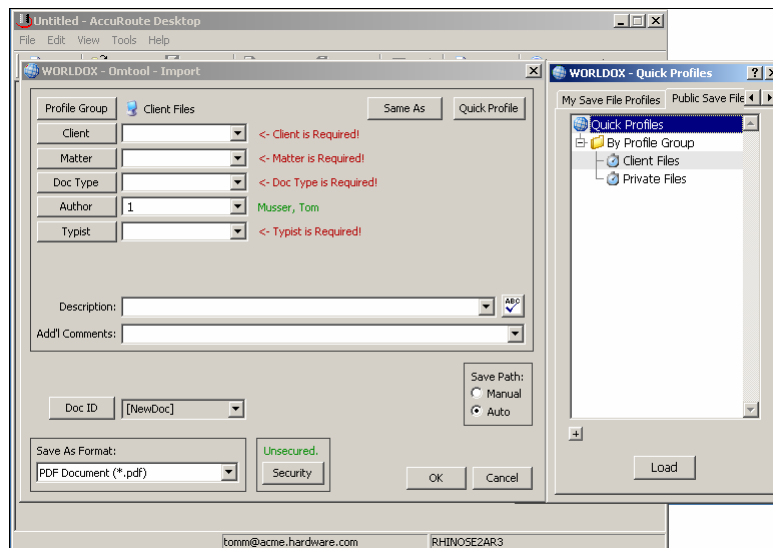 Untitled - AccuRoute Desktop
File Edit View Tools Help
WORLDOX - Omtool - Import
Profile Group Client Files Same As Quick Profile
Client <- Client is Required!
Matter <- Matter is Required!
Doc Type <- Doc Type is Required!
Author 1 Musser, Tom
Typist <- Typist is Required!
Description: ABC
Add'l Comments:
Save Path:
Manual
Auto
Doc ID [NewDoc]
Save As Format:
PDF Document (*.pdf)
Unsecured.
Security
OK Cancel
WORLDOX - Quick Profiles
My Save File Profiles Public Save File
Quick Profiles
By Profile Group
Client Files
Private Files
Load
tomm@acme.hardware.com RHINOSE2AR3